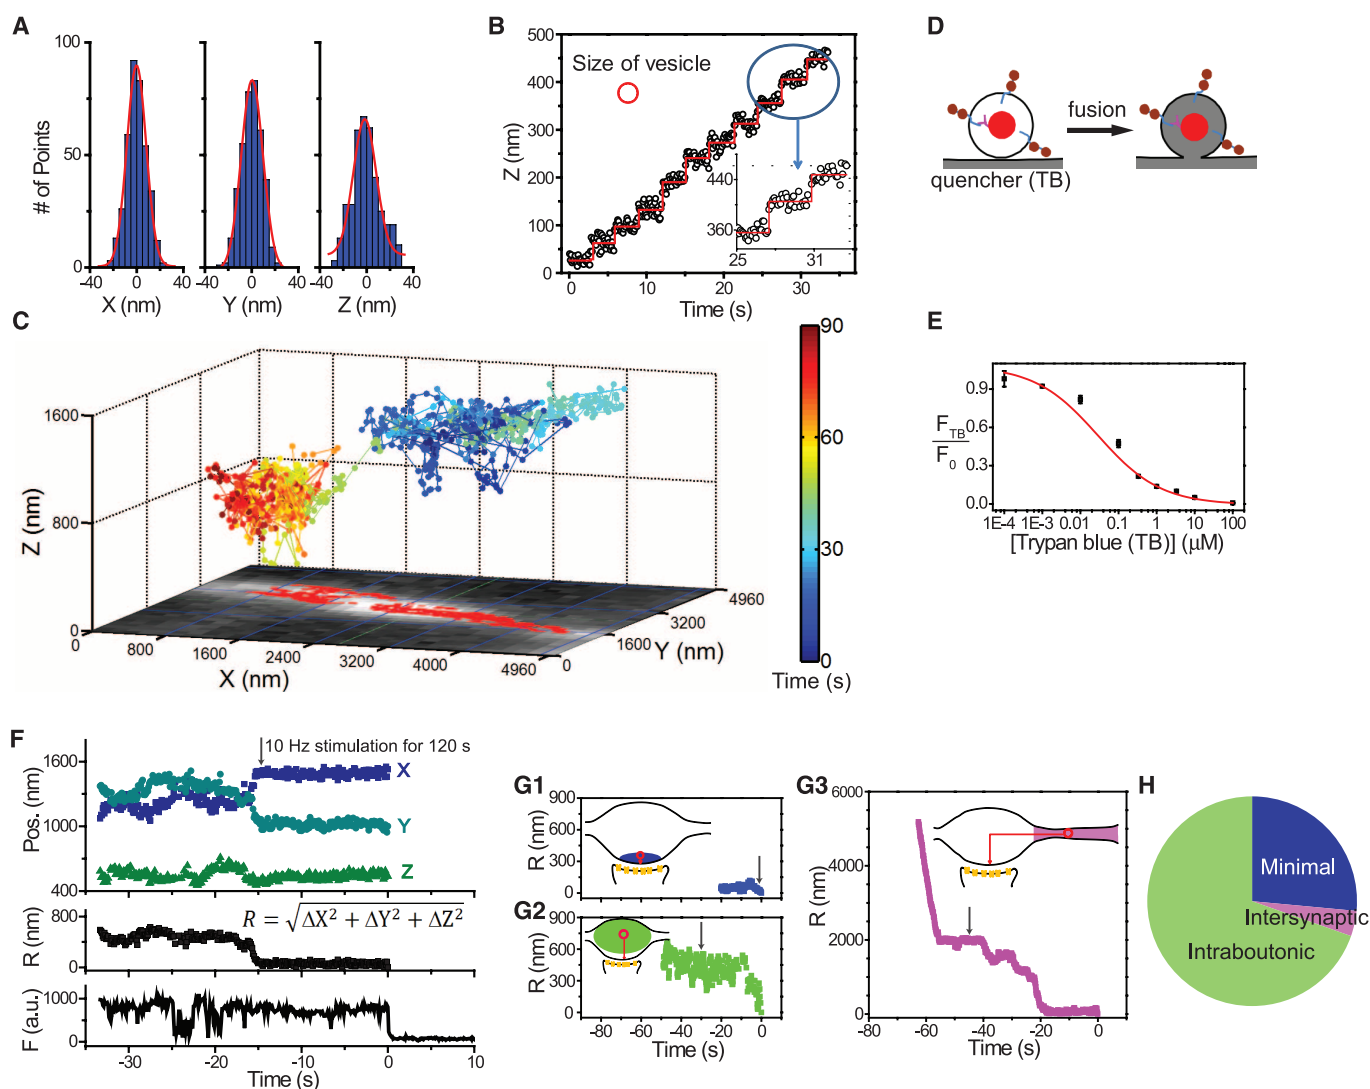 A
100
50
0
# of Points
-40 0 40
X (nm)
-40 0 40
Y (nm)
-40 0 40
Z (nm)
B
500
400
300
200
100
0
Z (nm)
Size of vesicle
440
360
25 31
0 10 20 30
Time (s)
D
fusion
quencher (TB)
C
1600
800
0
Z (nm)
0 800 1600 2400 3200 4000 4960
X (nm)
0 1600 3200 4960
Y (nm)
90
60
30
0
Time (s)
E
0.9
0.6
0.3
0.0
F_TB
F_0
1E-4 1E-3 0.01 0.1 1 10 100
[Trypan blue (TB)] (μM)
F
10 Hz stimulation for 120 s
1600
1000
400
Pos. (nm)
X
Y
Z
800
0
R (nm)
R = √ΔX² + ΔY² + ΔZ²
1000
0
F (a.u.)
-30 -20 -10 0 10
Time (s)
G1
900
600
300
0
R (nm)
G2
900
600
300
0
R (nm)
-80 -60 -40 -20 0
Time (s)
G3
6000
4000
2000
0
R (nm)
-80 -60 -40 -20 0
Time (s)
H
Minimal
Intersynaptic
Intraboutonic